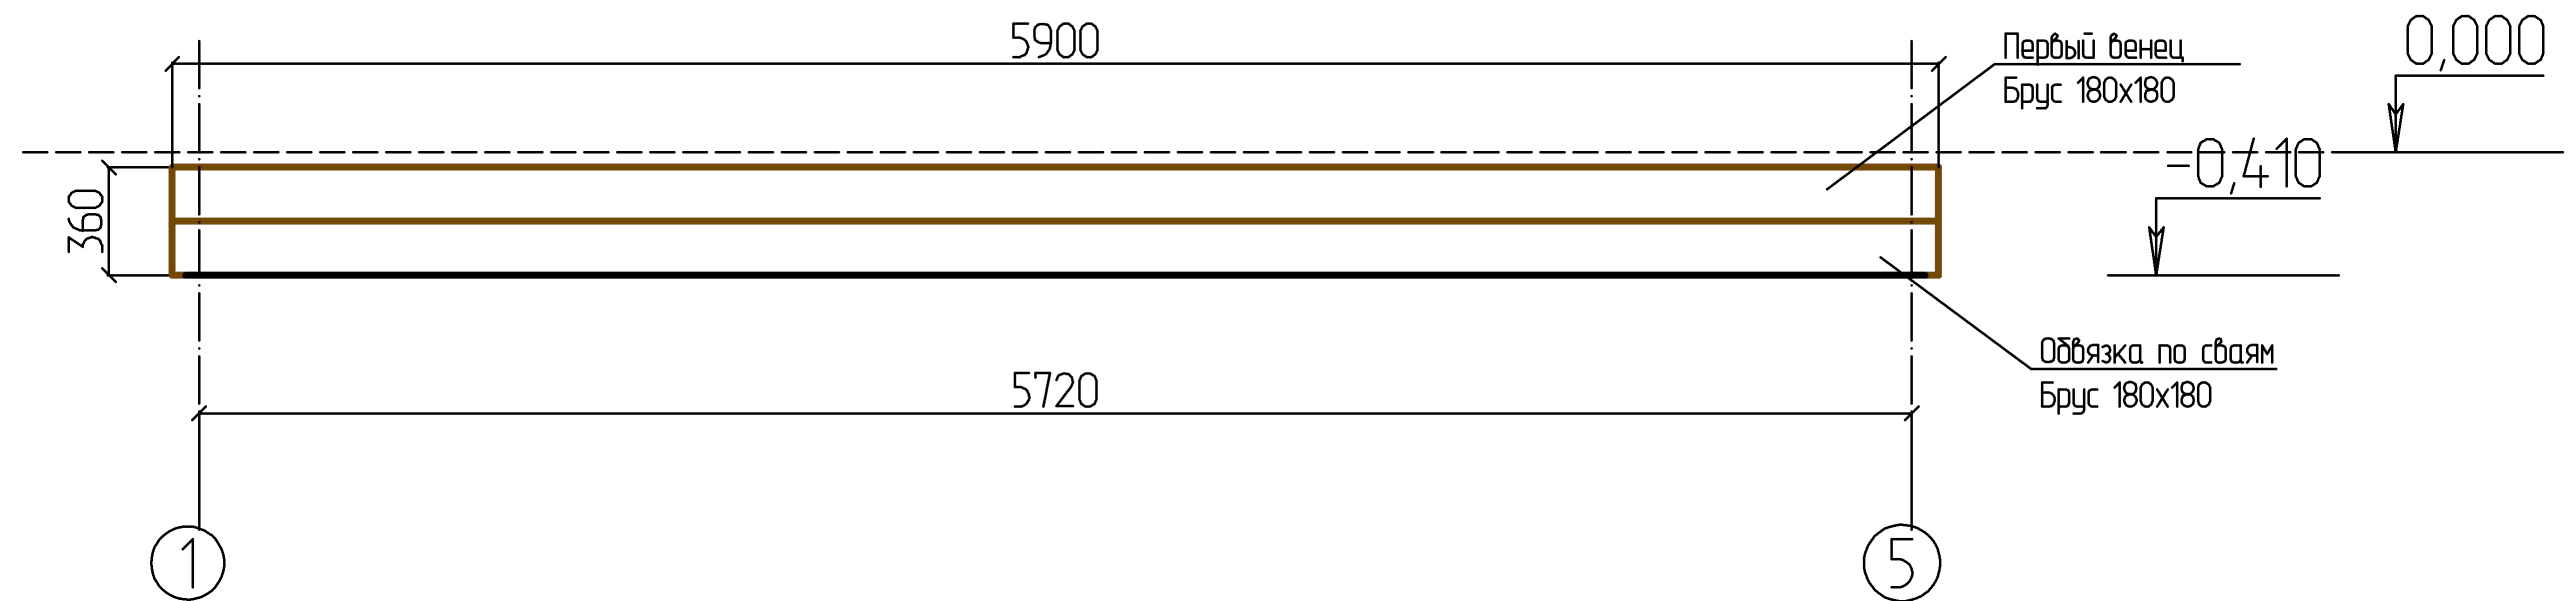 5900
Первый венец
Брус 180х180
0,000
-0,410
360
Обвязка по сваям
Брус 180х180
5720
1
5